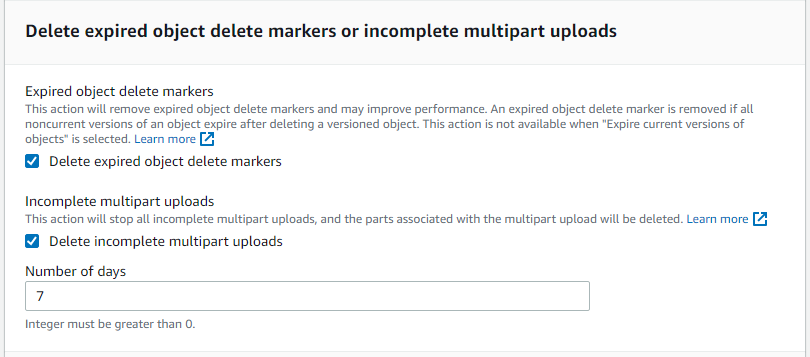 Delete expired object delete markers or incomplete multipart uploads
Expired object delete markers
This action will remove expired object delete markers and may improve performance. An expired object delete marker is removed if all
noncurrent versions of an object expire after deleting a versioned object. This action is not available when "Expire current versions of
objects" is selected. Learn more
Delete expired object delete markers
Incomplete multipart uploads
This action will stop all incomplete multipart uploads, and the parts associated with the multipart upload will be deleted. Learn more
Delete incomplete multipart uploads
Number of days
7
Integer must be greater than 0.